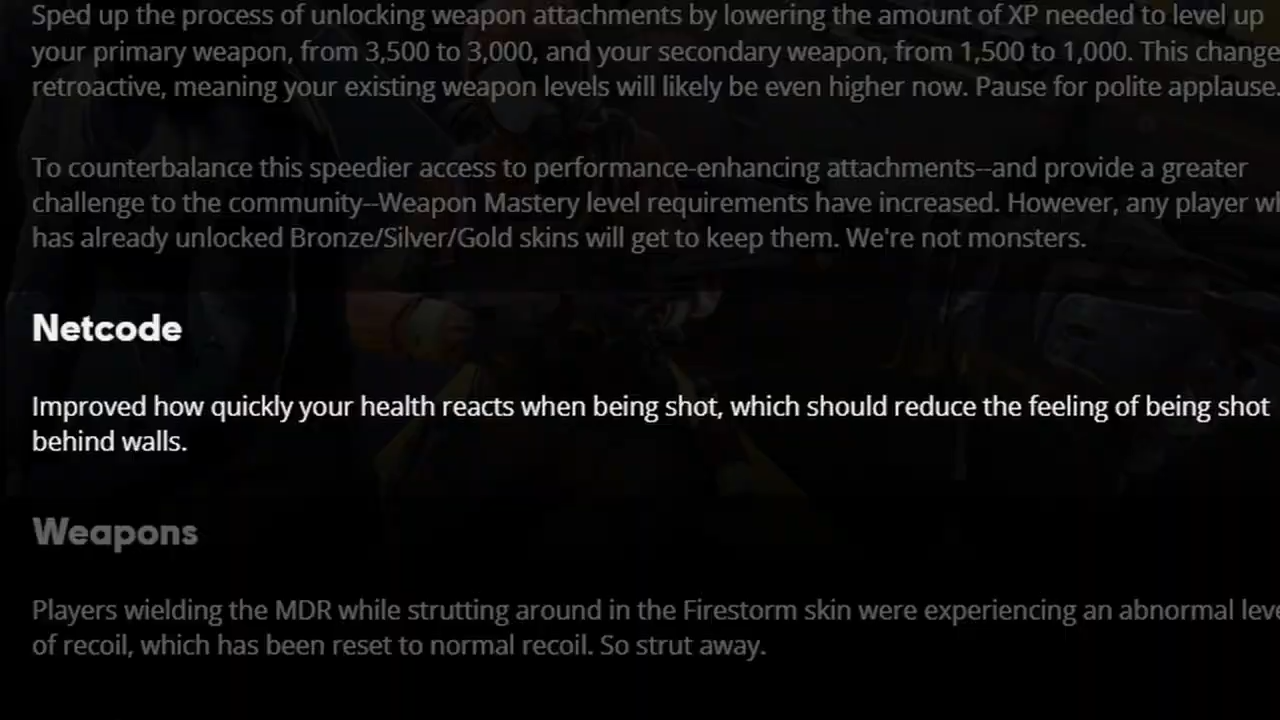 Sped up the process of unlocking weapon attachments by lowering the amount of XP needed to level up
your primary weapon, from 3,500 to 3,000, and your secondary weapon, from 1,500 to 1,000. This change
retroactive, meaning your existing weapon levels will likely be even higher now. Pause for polite applause.
To counterbalance this speedier access to performance-enhancing attachments--and provide a greater
challenge to the community--Weapon Mastery level requirements have increased. However, any player
has already unlocked Bronze/Silver/Gold skins will get to keep them. We're not monsters.
Netcode
Improved how quickly your health reacts when being shot, which should reduce the feeling of being shot
behind walls.
Weapons
Players wielding the MDR while strutting around in the Firestorm skin were experiencing an abnormal
of recoil, which has been reset to normal recoil. So strut away.